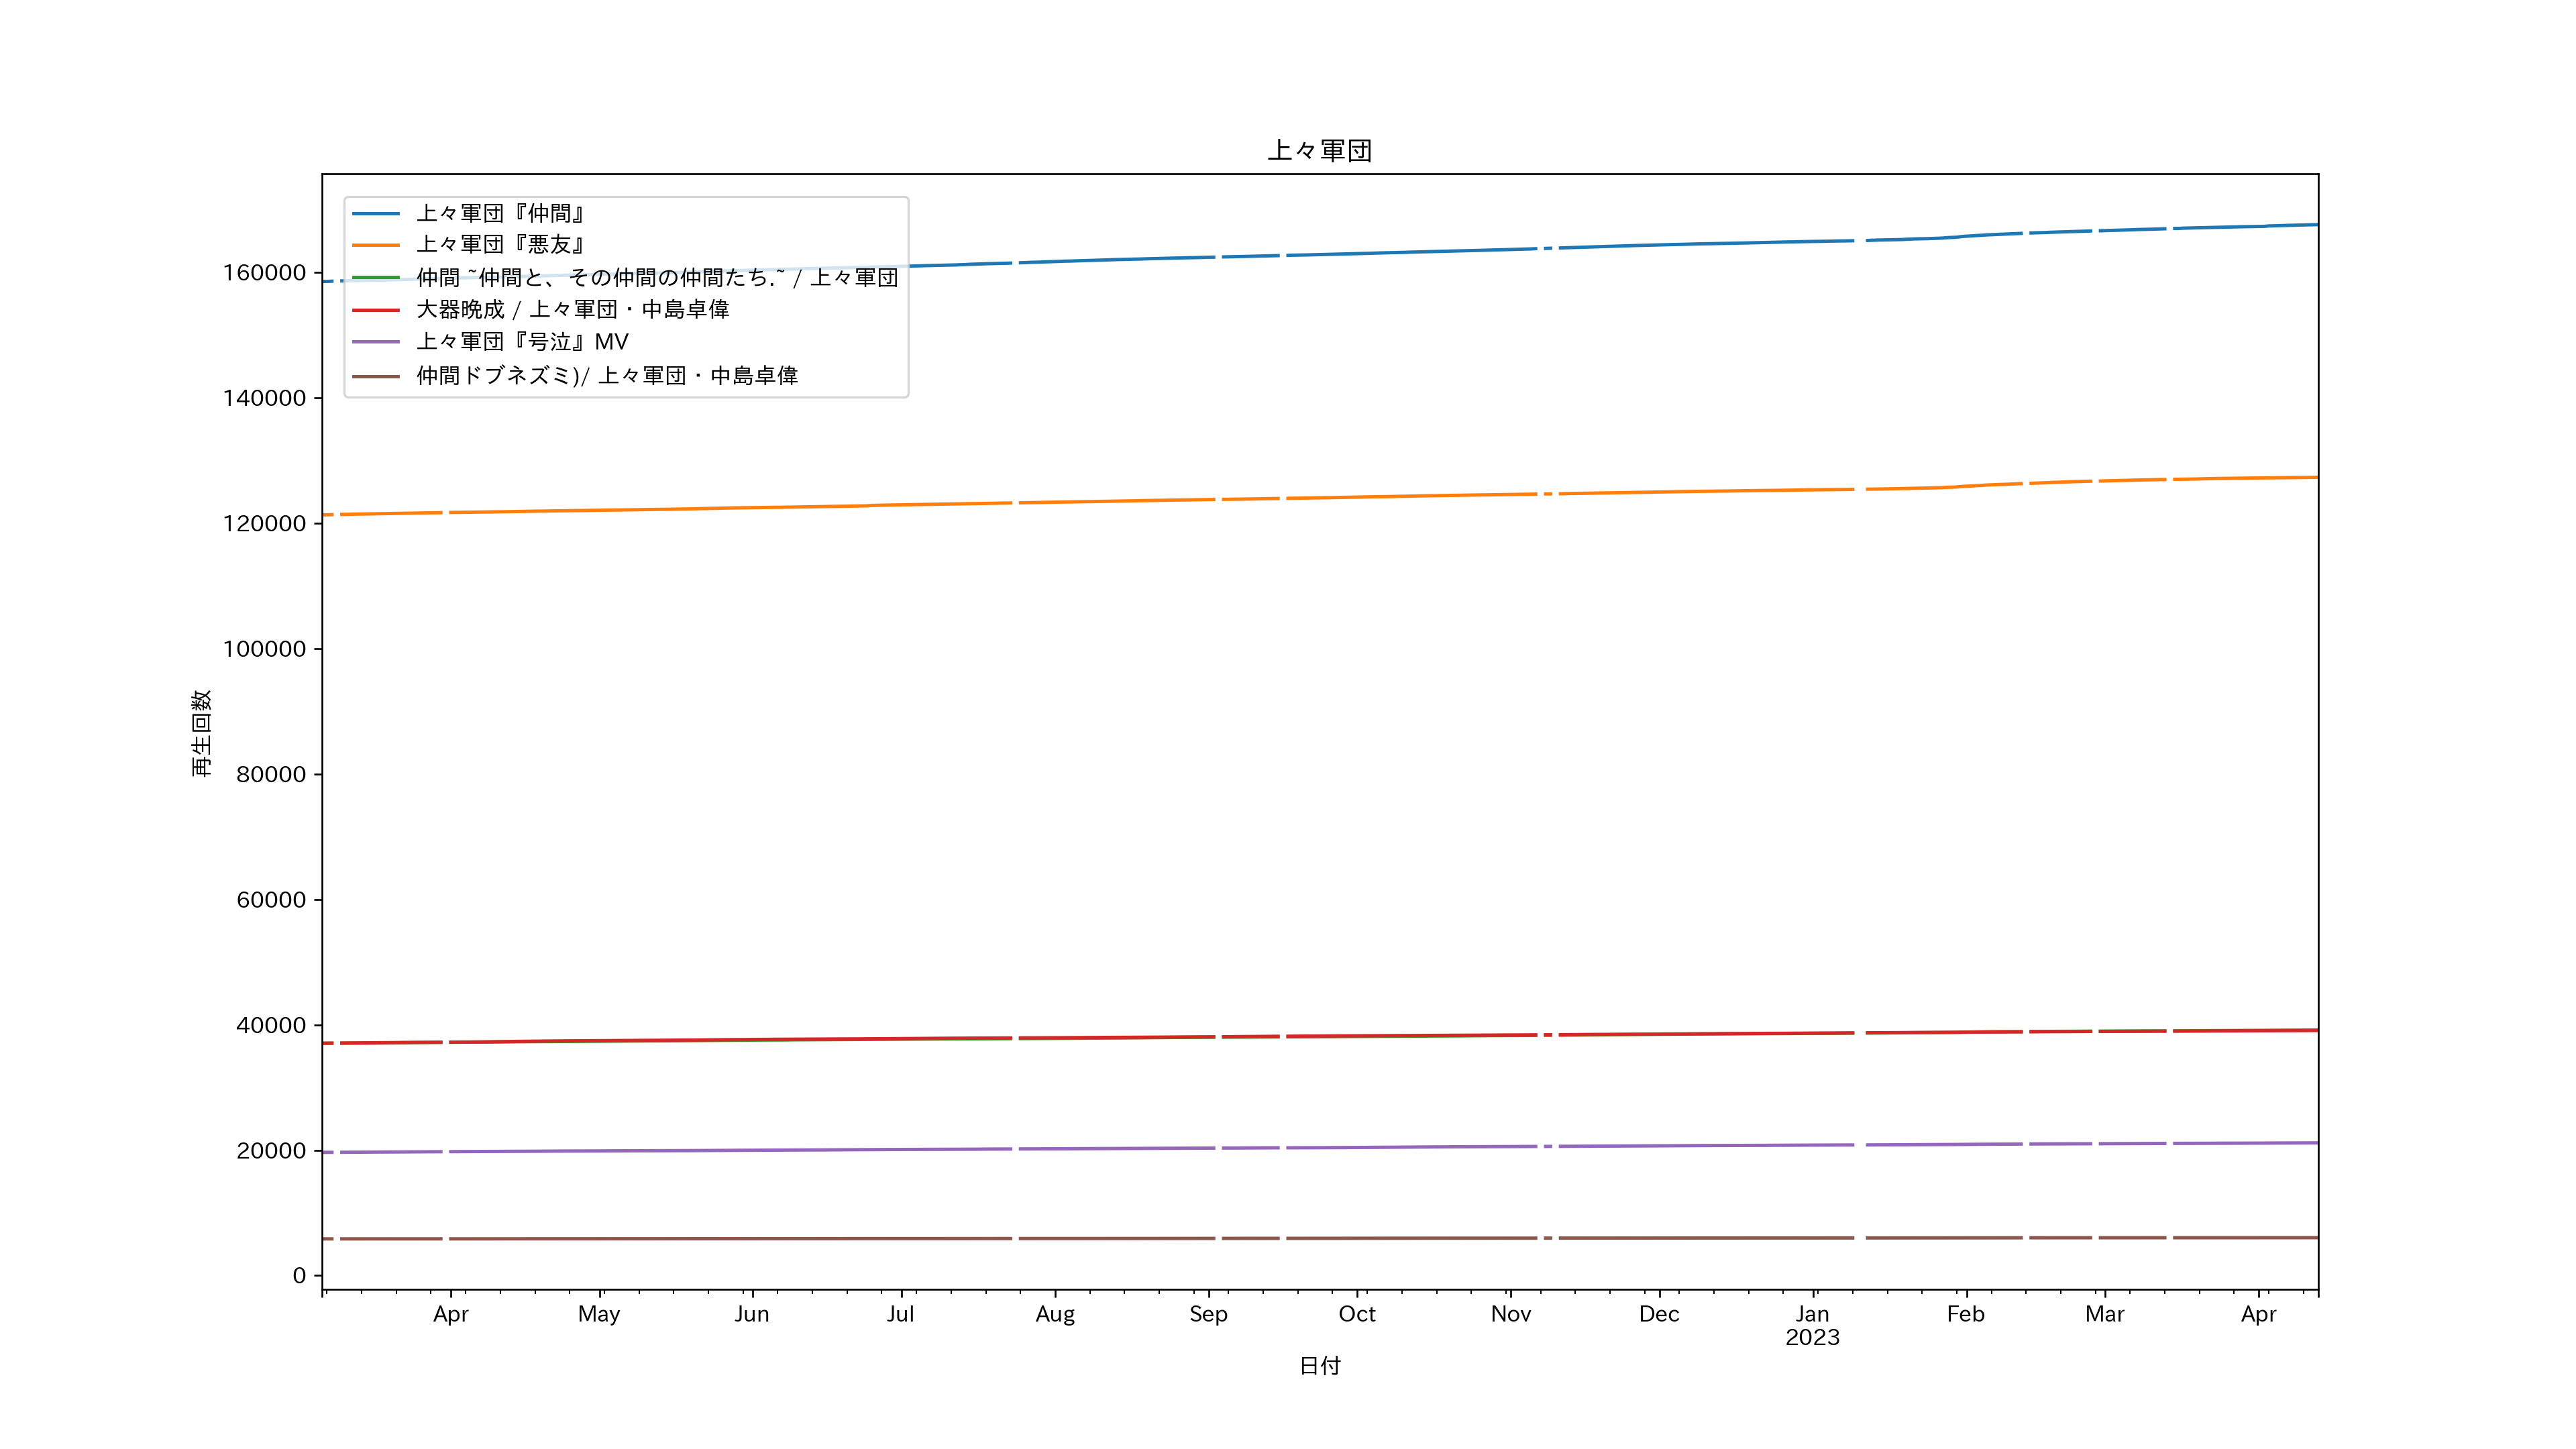 上々軍団
上々軍団『仲間』
上々軍団『悪友』
仲間 ~仲間と、その仲間の仲間たち.~ / 上々軍団
大器晩成 / 上々軍団・中島卓偉
上々軍団『号泣』MV
仲間ドブネズミ)/ 上々軍団・中島卓偉
160000
140000
120000
100000
80000
60000
40000
20000
0
再生回数
Apr May Jun Jul Aug Sep Oct Nov Dec Jan Feb Mar Apr
2023
日付